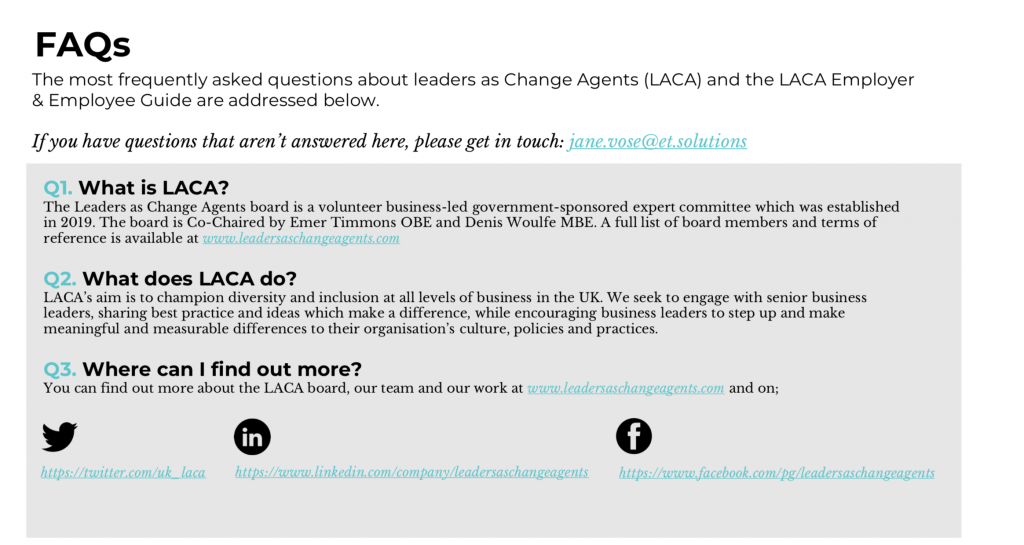 FAQs
The most frequently asked questions about leaders as Change Agents (LACA) and the LACA Employer
& Employee Guide are addressed below.
If you have questions that aren't answered here, please get in touch: jane.vose@et.solutions
Q1. What is LACA?
The Leaders as Change Agents board is a volunteer business-led government-sponsored expert committee which was established
in 2019. The board is Co-Chaired by Emer Timmons OBE and Denis Woulfe MBE. A full list of board members and terms of
reference is available at www.leadersaschangeagents.com
Q2. What does LACA do?
LACA's aim is to champion diversity and inclusion at all levels of business in the UK. We seek to engage with senior business
leaders, sharing best practice and ideas which make a difference, while encouraging business leaders to step up and make
meaningful and measurable differences to their organisation's culture, policies and practices.
Q3. Where can I find out more?
You can find out more about the LACA board, our team and our work at www.leadersaschangeagents.com and on;
https://twitter.com/uk_laca
https://www.linkedin.com/company/leadersaschangeagents
https://www.facebook.com/pg/leadersaschangeagents